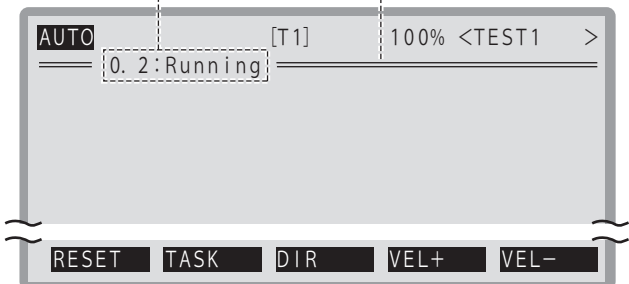 AUTO [T1] 100% <TEST1 >
0. 2:Running
RESET TASK DIR VEL+ VEL−